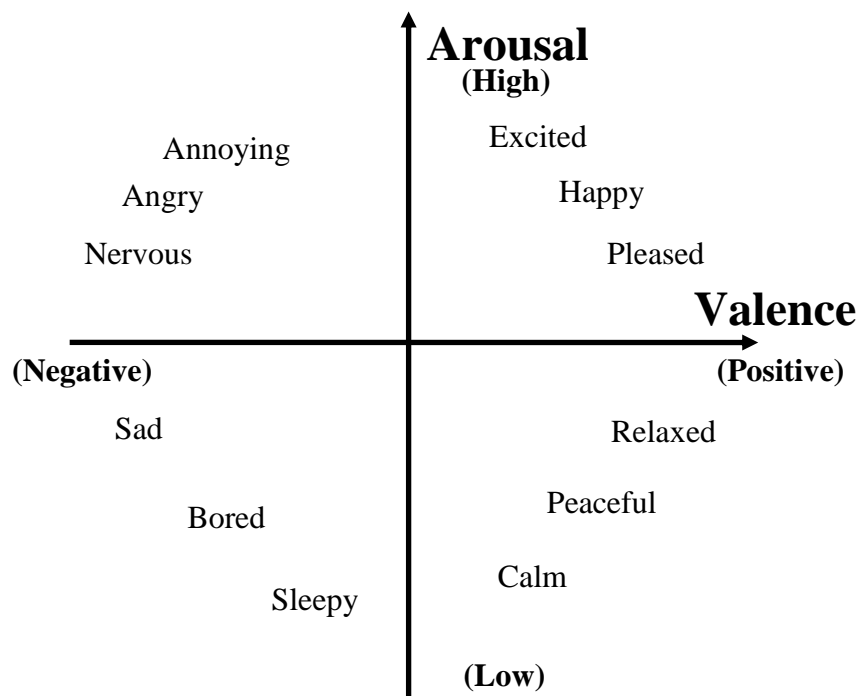 Arousal
(High)
Excited
Annoying
Happy
Angry
Nervous
Pleased
Valence
(Negative)
(Positive)
Sad
Relaxed
Peaceful
Bored
Calm
Sleepy
(Low)